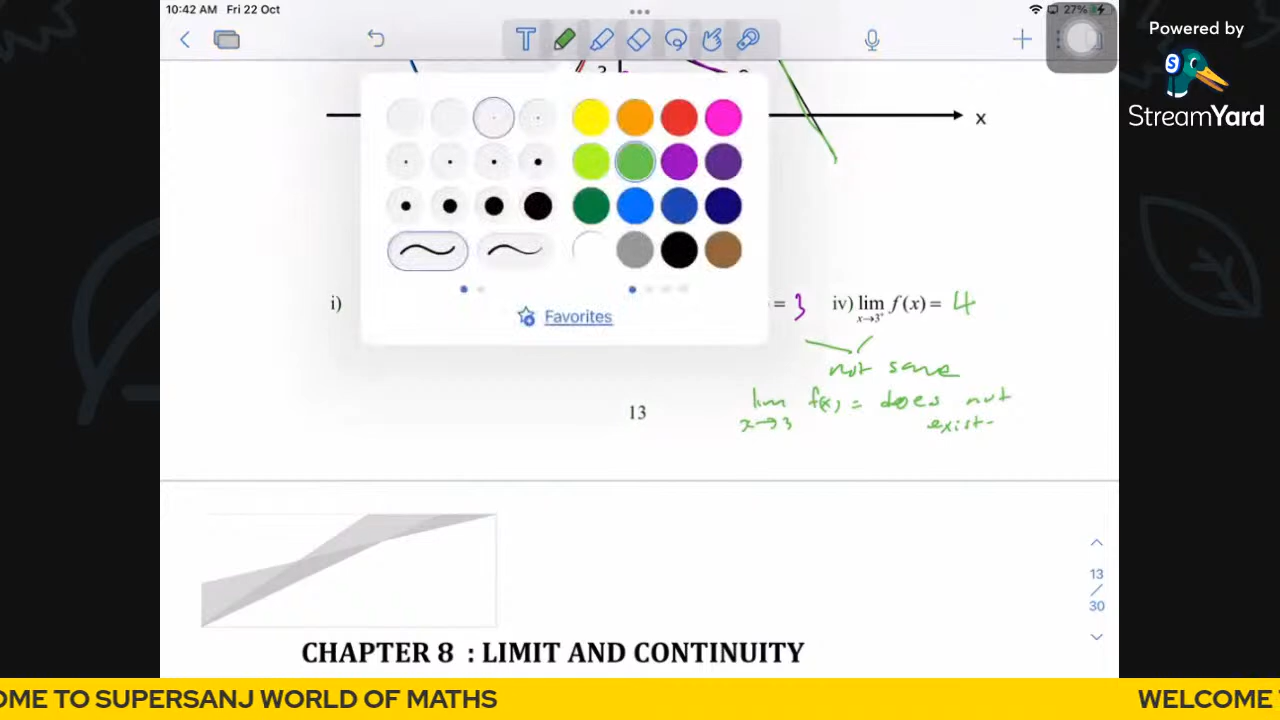 10:42 AM Fri 22 Oct
27%
Powered by
StreamYard
x
Favorites
i)
= 3 iv) lim f(x) = 4
x→3⁺
not same
lim f(x) = does not
x→3 exist
13
13
/
30
CHAPTER 8 : LIMIT AND CONTINUITY
OME TO SUPERSANJ WORLD OF MATHS
WELCOME